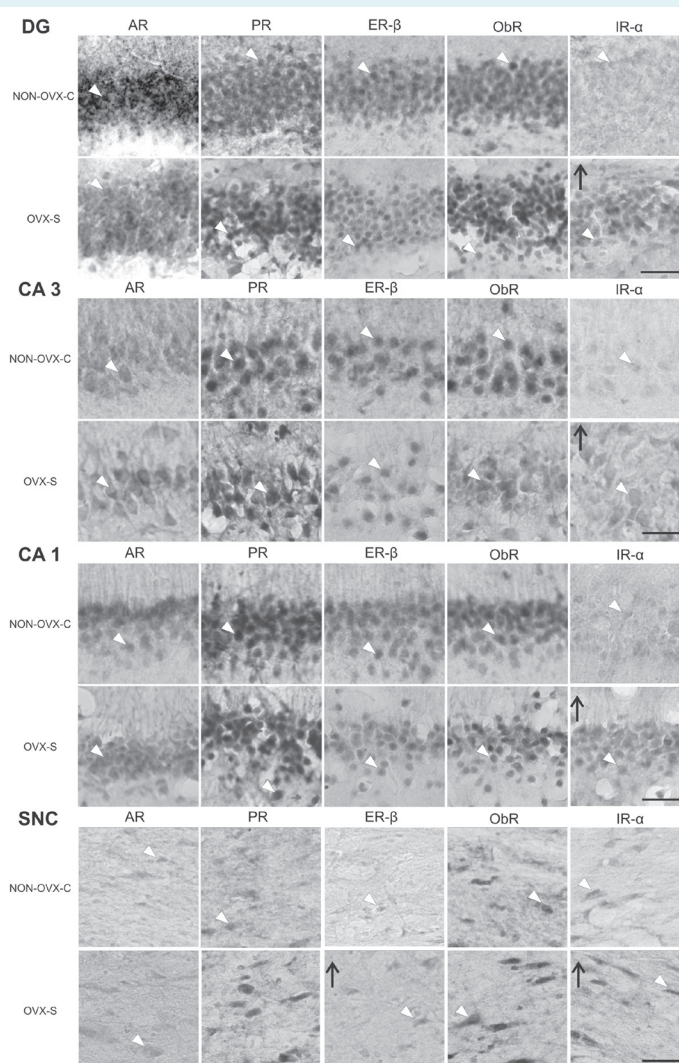 DG
AR PR ER-β ObR IR-α
NON-OVX-C
OVX-S
CA 3
AR PR ER-β ObR IR-α
NON-OVX-C
OVX-S
CA 1
AR PR ER-β ObR IR-α
NON-OVX-C
OVX-S
SNC
AR PR ER-β ObR IR-α
NON-OVX-C
OVX-S